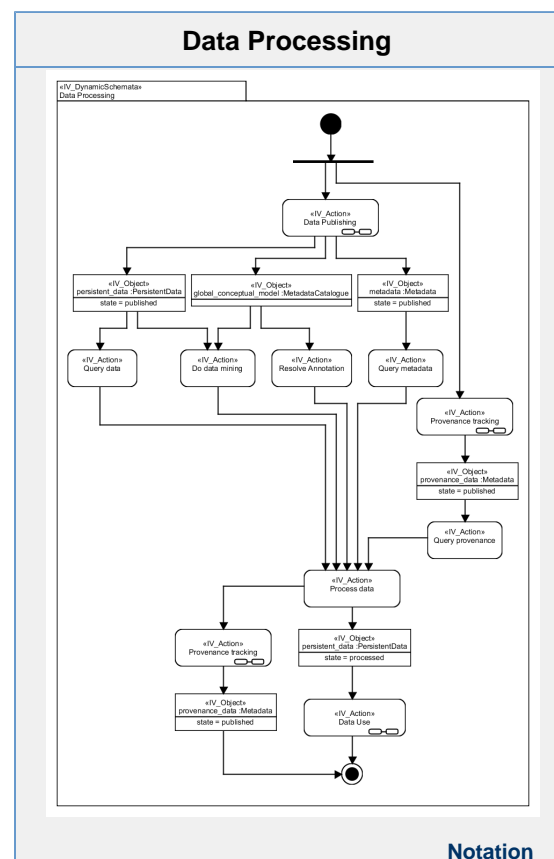 Data Processing
«IV_DynamicSchemata»
Data Processing
«IV_Action»
Data Publishing
«IV_Object»
persistent_data :PersistentData
state = published
«IV_Object»
global_conceptual_model :MetadataCatalogue
«IV_Object»
metadata :Metadata
state = published
«IV_Action»
Query data
«IV_Action»
Do data mining
«IV_Action»
Resolve Annotation
«IV_Action»
Query metadata
«IV_Action»
Provenance tracking
«IV_Object»
provenance_data :Metadata
state = published
«IV_Action»
Query provenance
«IV_Action»
Process data
«IV_Action»
Provenance tracking
«IV_Object»
persistent_data :PersistentData
state = processed
«IV_Object»
provenance_data :Metadata
state = published
«IV_Action»
Data Use
Notation